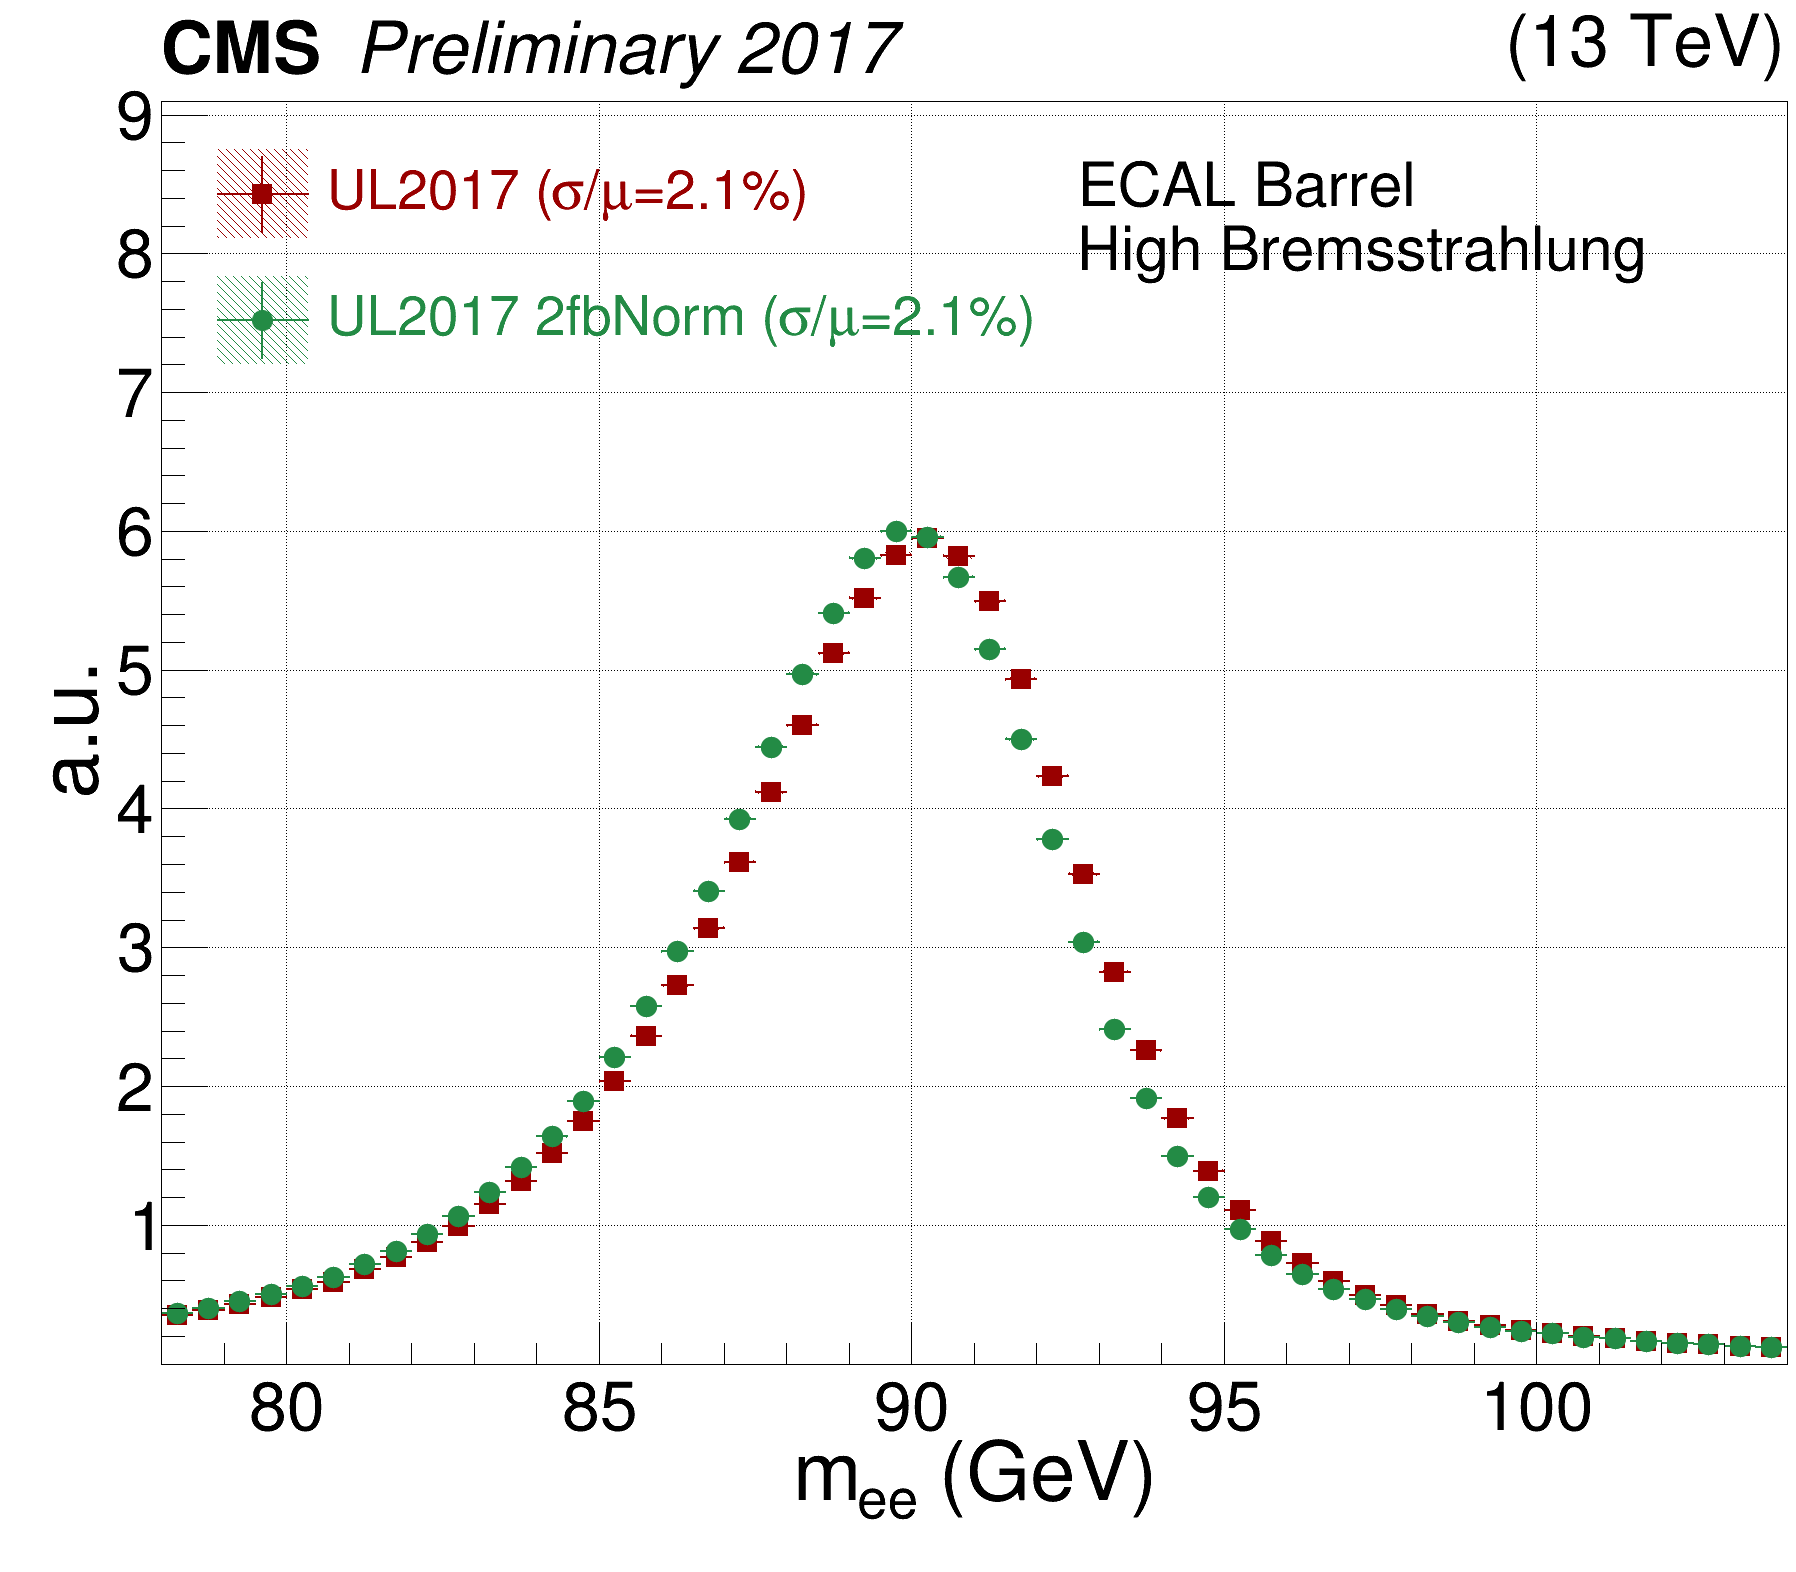 CMS Preliminary 2017 (13 TeV)
9
UL2017 (σ/μ=2.1%)
ECAL Barrel
High Bremsstrahlung
8
UL2017 2fbNorm (σ/μ=2.1%)
7
6
5
a.u.
4
3
2
1
80 85 90 95 100
mee (GeV)